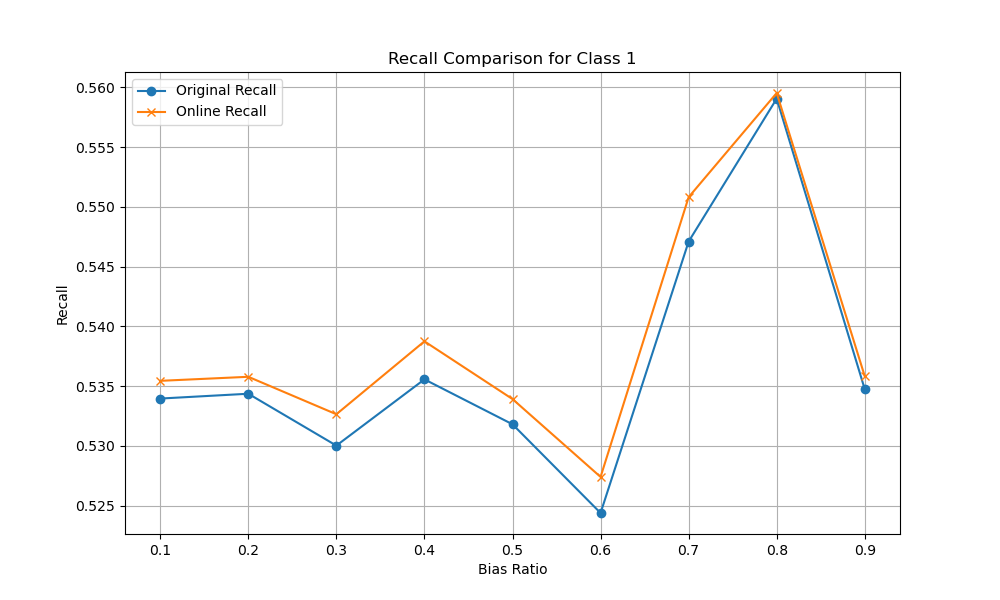 Recall Comparison for Class 1
Original Recall
Online Recall
0.560
0.555
0.550
0.545
0.540
0.535
0.530
0.525
Recall
0.1 0.2 0.3 0.4 0.5 0.6 0.7 0.8 0.9
Bias Ratio